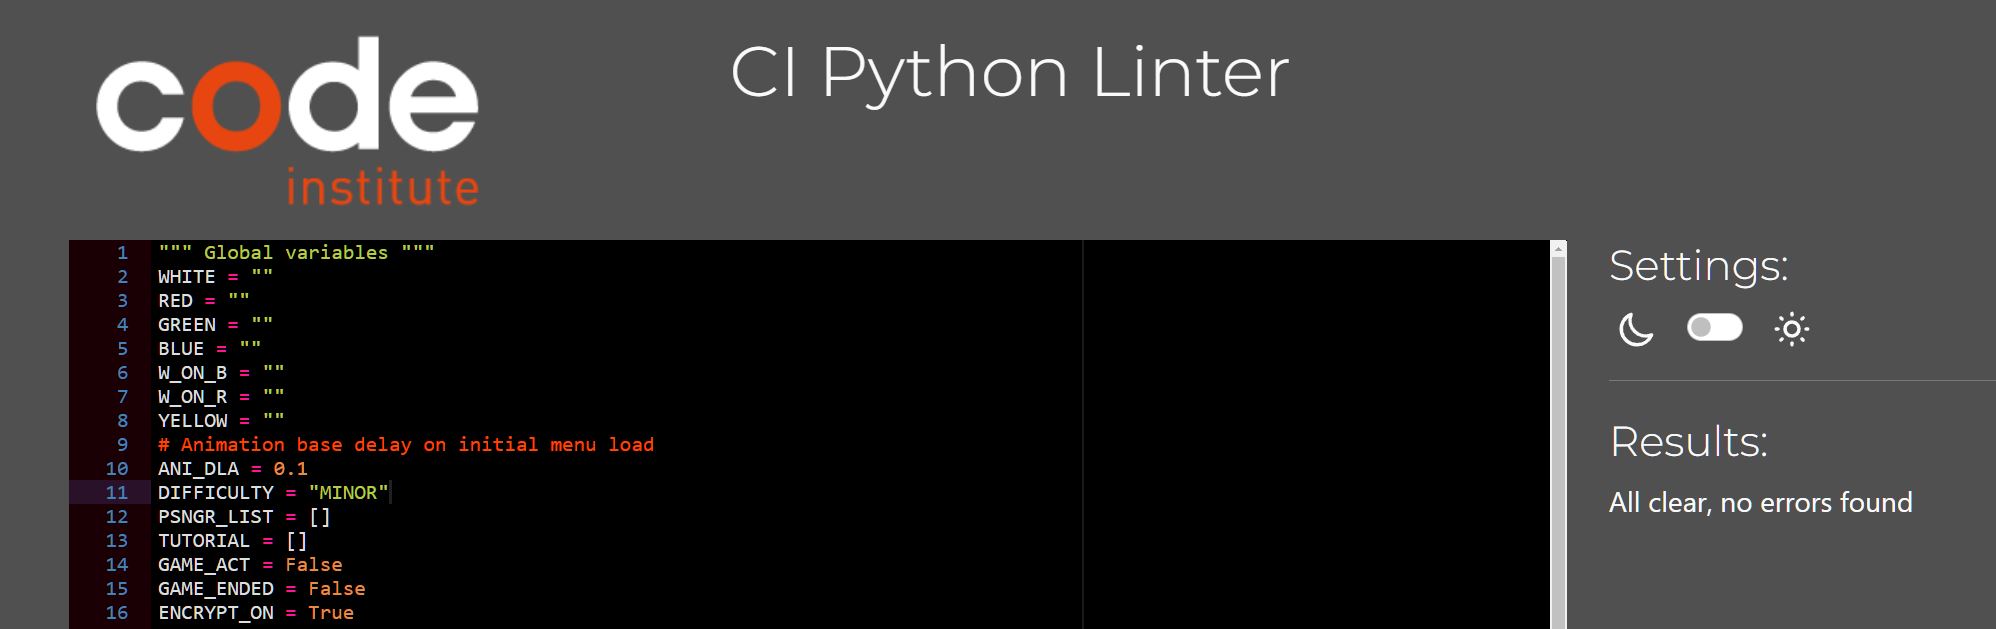 code
institute
CI Python Linter
1 """ Global variables """
2 WHITE = ""
3 RED = ""
4 GREEN = ""
5 BLUE = ""
6 W_ON_B = ""
7 W_ON_R = ""
8 YELLOW = ""
9 # Animation base delay on initial menu load
10 ANI_DLA = 0.1
11 DIFFICULTY = "MINOR"
12 PSNGR_LIST = []
13 TUTORIAL = []
14 GAME_ACT = False
15 GAME_ENDED = False
16 ENCRYPT_ON = True
Settings:
Results:
All clear, no errors found